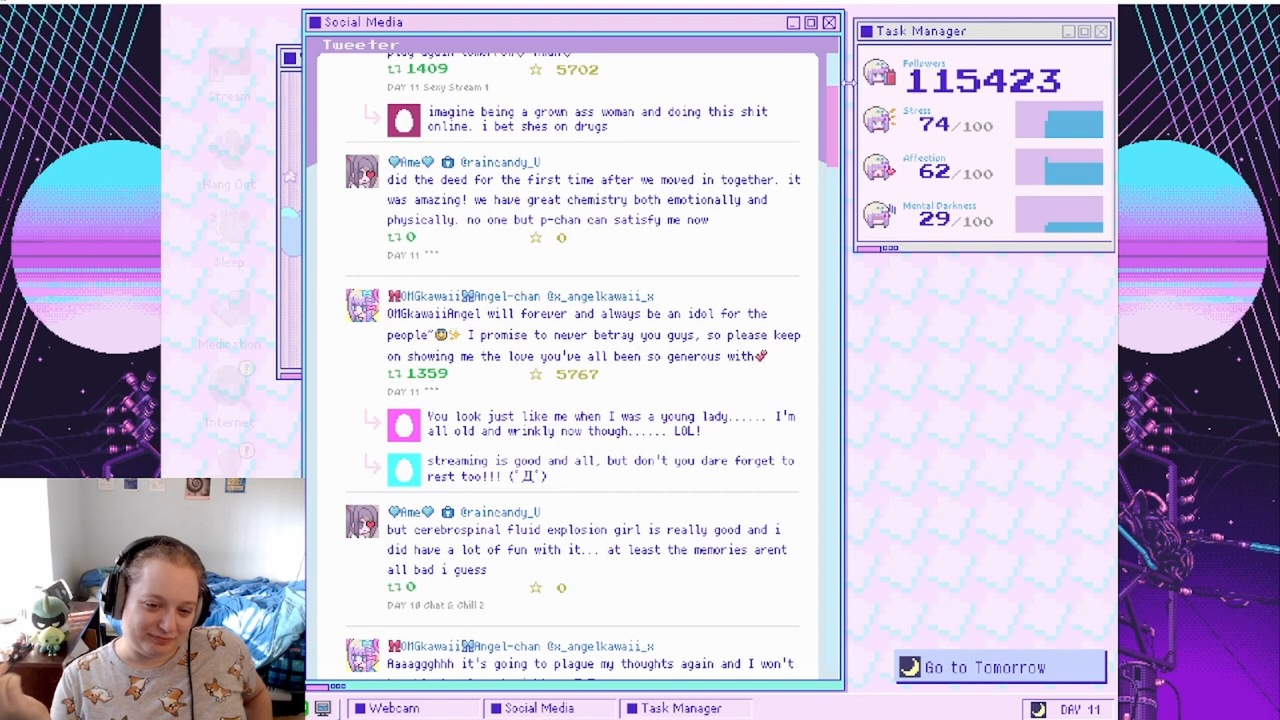 Social Media
Tweeter
1409 5702
DAY 11 Sexy Stream 1
imagine being a grown ass woman and doing this shit
online. i bet shes on drugs
Ame @raincandy_U
did the deed for the first time after we moved in together. it
was amazing! we have great chemistry both emotionally and
physically. no one but p-chan can satisfy me now
0 0
DAY 11 ***
OMGkawaiiAngel-chan @x_angelkawaii_x
OMGkawaiiAngel will forever and always be an idol for the
people~ I promise to never betray you guys, so please keep
on showing me the love you've all been so generous with
1359 5767
DAY 11 ***
You look just like me when I was a young lady...... I'm
all old and wrinkly now though...... LOL!
streaming is good and all, but don't you dare forget to
rest too!!! (ﾟДﾟ)
Ame @raincandy_U
but cerebrospinal fluid explosion girl is really good and i
did have a lot of fun with it... at least the memories arent
all bad i guess
0 0
DAY 10 Chat & Chill 2
OMGkawaiiAngel-chan @x_angelkawaii_x
Aaaaggghhh it's going to plague my thoughts again and I won't
Task Manager
Followers
115423
Stress
74/100
Affection
62/100
Mental Darkness
29/100
Stream
Hang Out
Sleep
Medication
Internet
Go to Tomorrow
Webcam
Social Media
Task Manager
DAY 11